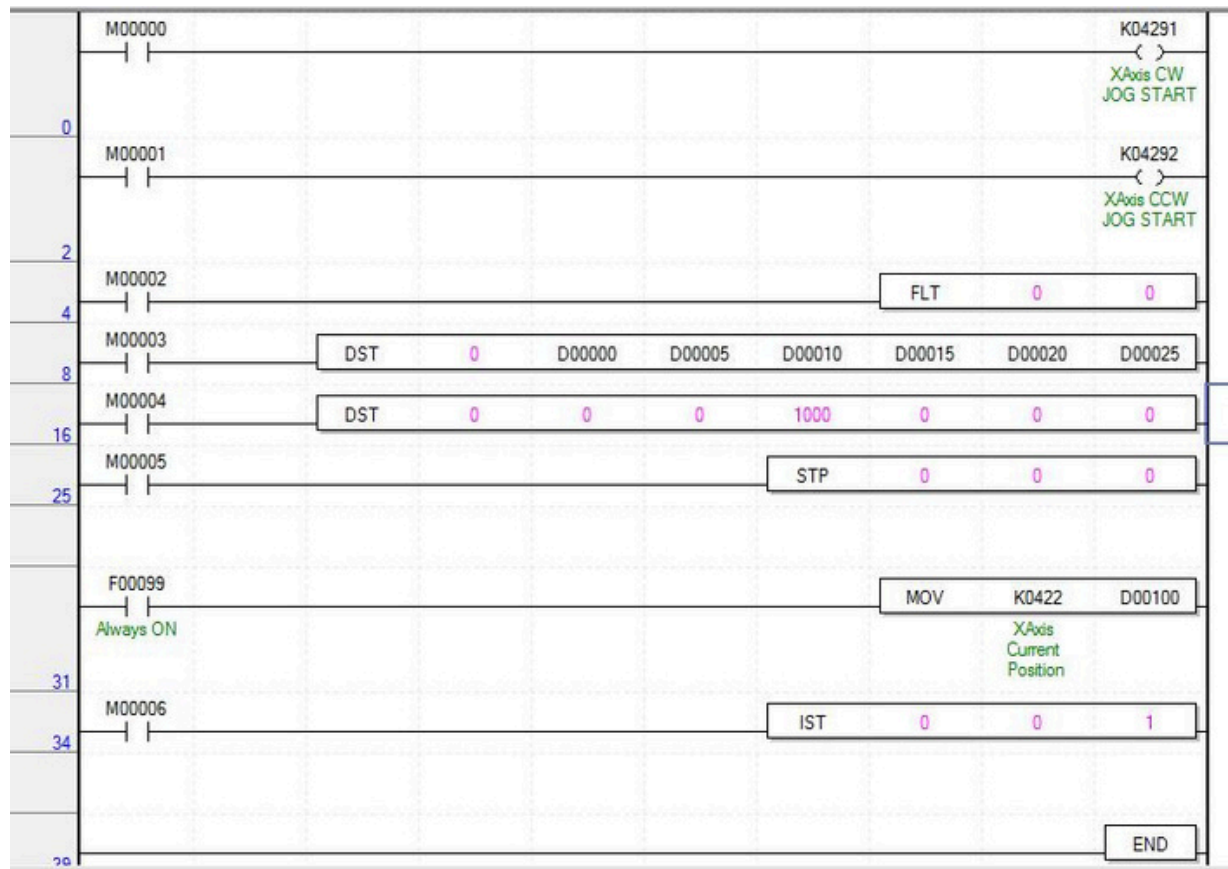 M00000 K04291
XAxis CW
JOG START
0
M00001 K04292
XAxis CCW
JOG START
2
M00002 FLT 0 0
4
M00003 DST 0 D00000 D00005 D00010 D00015 D00020 D00025
8
M00004 DST 0 0 0 1000 0 0 0
16
M00005 STP 0 0 0
25
F00099 MOV K0422 D00100
Always ON XAxis
Current
Position
31
M00006 IST 0 0 1
34
END